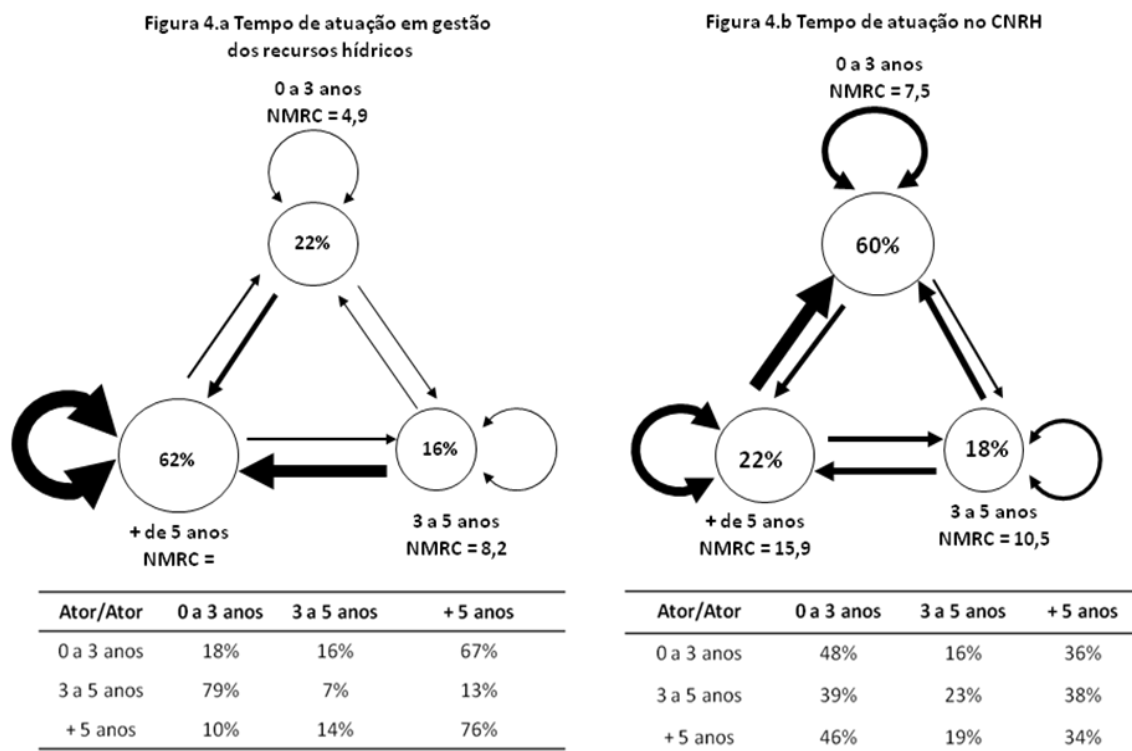 Figura 4.a Tempo de atuação em gestão
dos recursos hídricos
0 a 3 anos
NMRC = 4,9
22%
62%
16%
+ de 5 anos
NMRC =
3 a 5 anos
NMRC = 8,2
Ator/Ator 0 a 3 anos 3 a 5 anos + 5 anos
0 a 3 anos 18% 16% 67%
3 a 5 anos 79% 7% 13%
+ 5 anos 10% 14% 76%
Figura 4.b Tempo de atuação no CNRH
0 a 3 anos
NMRC = 7,5
60%
22%
18%
+ de 5 anos
NMRC = 15,9
3 a 5 anos
NMRC = 10,5
Ator/Ator 0 a 3 anos 3 a 5 anos + 5 anos
0 a 3 anos 48% 16% 36%
3 a 5 anos 39% 23% 38%
+ 5 anos 46% 19% 34%